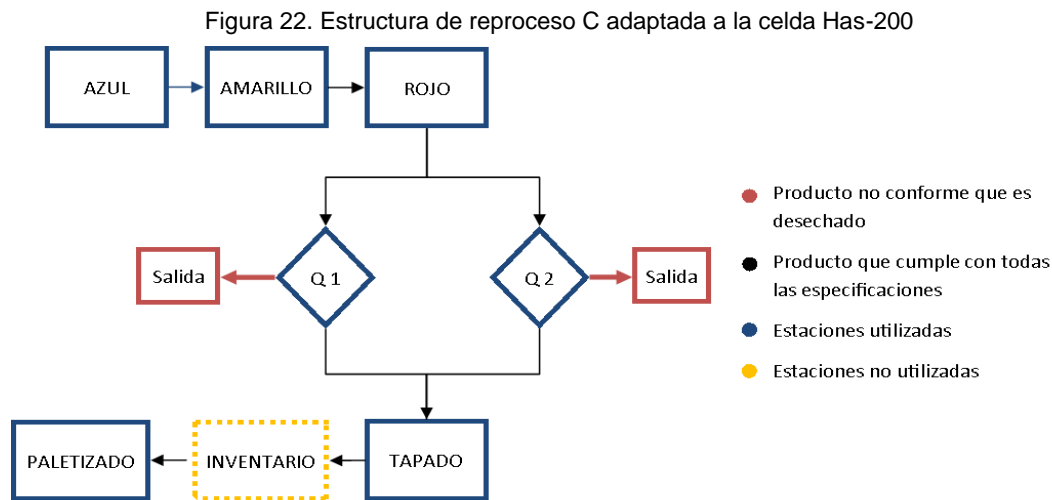 Figura 22. Estructura de reproceso C adaptada a la celda Has-200
AZUL
AMARILLO
ROJO
Salida
Q 1
Q 2
Salida
Producto no conforme que es
desechado
Producto que cumple con todas
las especificaciones
Estaciones utilizadas
Estaciones no utilizadas
PALETIZADO
INVENTARIO
TAPADO